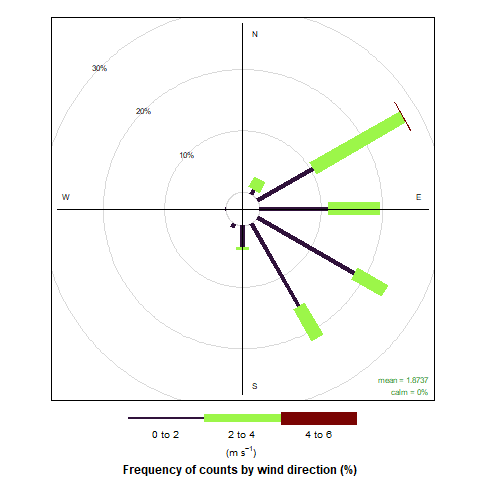 N
30%
20%
10%
W
E
S
mean = 1.8737
calm = 0%
0 to 2 2 to 4 4 to 6
(m s⁻¹)
Frequency of counts by wind direction (%)